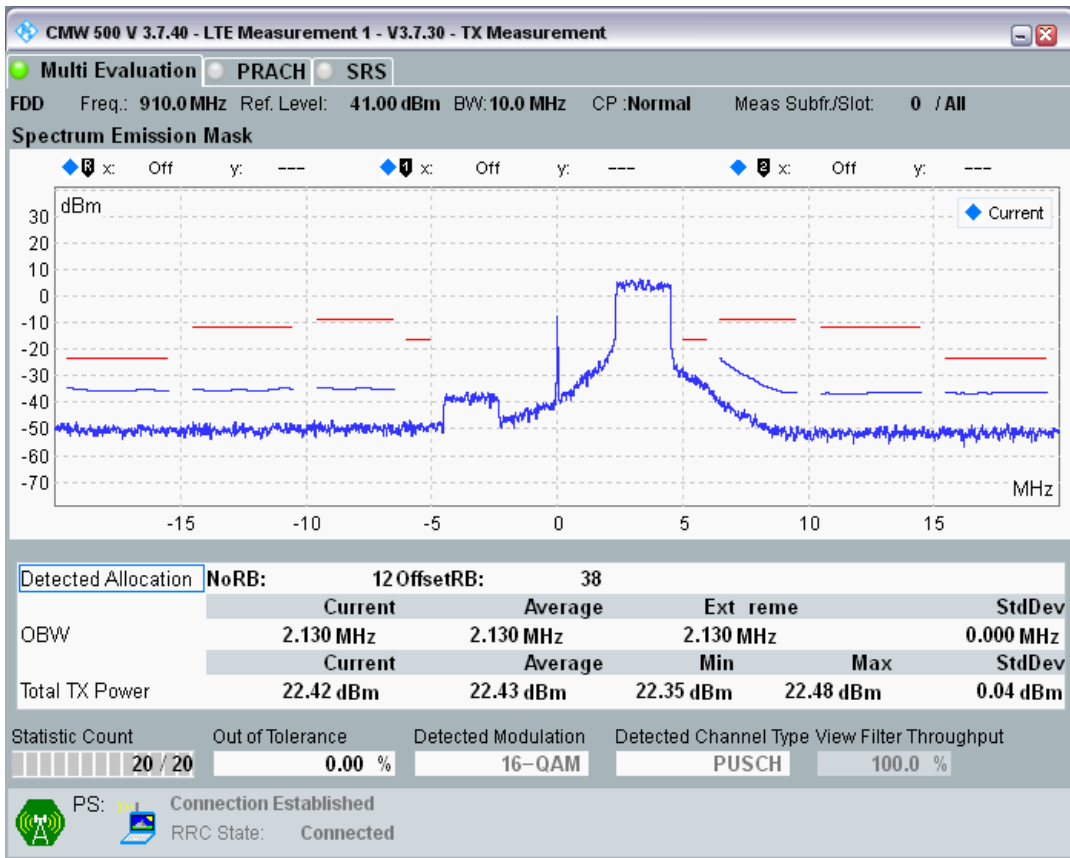 CMW 500 V 3.7.40 - LTE Measurement 1 - V3.7.30 - TX Measurement
Multi Evaluation PRACH SRS
FDD Freq.: 910.0 MHz Ref. Level: 41.00 dBm BW: 10.0 MHz CP :Normal Meas Subfr./Slot: 0 / All
Spectrum Emission Mask
R x: Off y: --- 1 x: Off y: --- 2 x: Off y: ---
dBm
Current
30
20
10
0
-10
-20
-30
-40
-50
-60
-70
MHz
-15 -10 -5 0 5 10 15
Detected Allocation NoRB: 12 OffsetRB: 38
Current Average Ext reme StdDev
OBW 2.130 MHz 2.130 MHz 2.130 MHz 0.000 MHz
Current Average Min Max StdDev
Total TX Power 22.42 dBm 22.43 dBm 22.35 dBm 22.48 dBm 0.04 dBm
Statistic Count Out of Tolerance Detected Modulation Detected Channel Type View Filter Throughput
20 / 20 0.00 % 16-QAM PUSCH 100.0 %
PS: Connection Established
RRC State: Connected